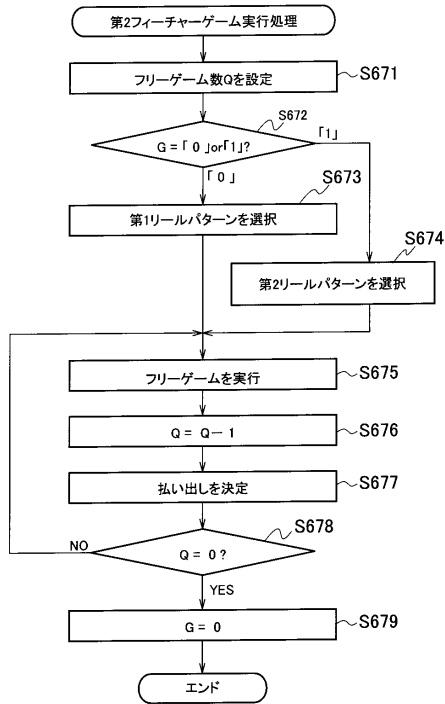 第2フィーチャーゲーム実行処理
フリーゲーム数Qを設定
S671
G =「 0 」or「1」?
S672
「1」
「 0 」
S673
第1リールパターンを選択
S674
第2リールパターンを選択
フリーゲームを実行
S675
Q = Q－ 1
S676
払い出しを決定
S677
S678
NO
Q = 0 ?
YES
G = 0
S679
エンド